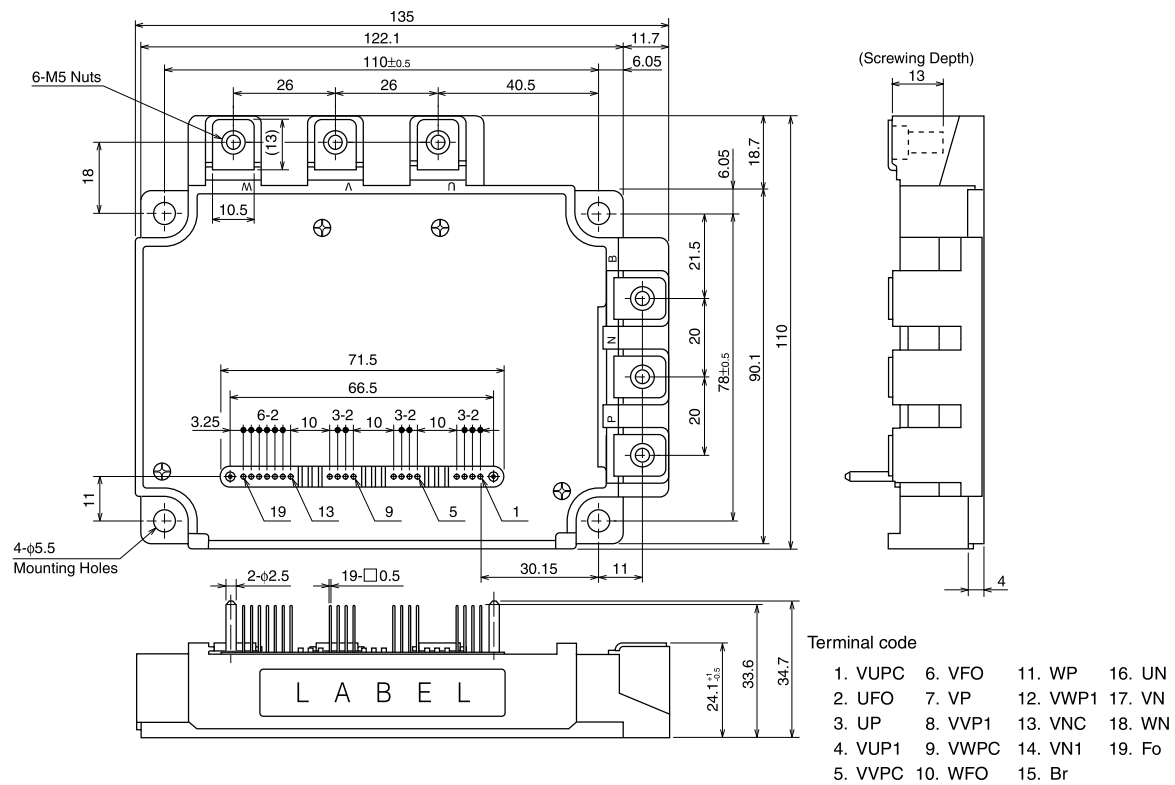 135
122.1
11.7
110±0.5
6.05
6-M5 Nuts
26
26
40.5
(Screwing Depth)
13
(13)
18
10.5
W
V
U
6.05
18.7
21.5
B
20
N
20
P
78±0.5
90.1
110
71.5
66.5
3.25
6-2
10
3-2
10
3-2
10
3-2
11
19
13
9
5
1
4-φ5.5
Mounting Holes
30.15
11
4
2-φ2.5
19-□0.5
LABEL
24.1 +1 -0.5
33.6
34.7
Terminal code
1. VUPC 6. VFO 11. WP 16. UN
2. UFO 7. VP 12. VWP1 17. VN
3. UP 8. VVP1 13. VNC 18. WN
4. VUP1 9. VWPC 14. VN1 19. Fo
5. VVPC 10. WFO 15. Br